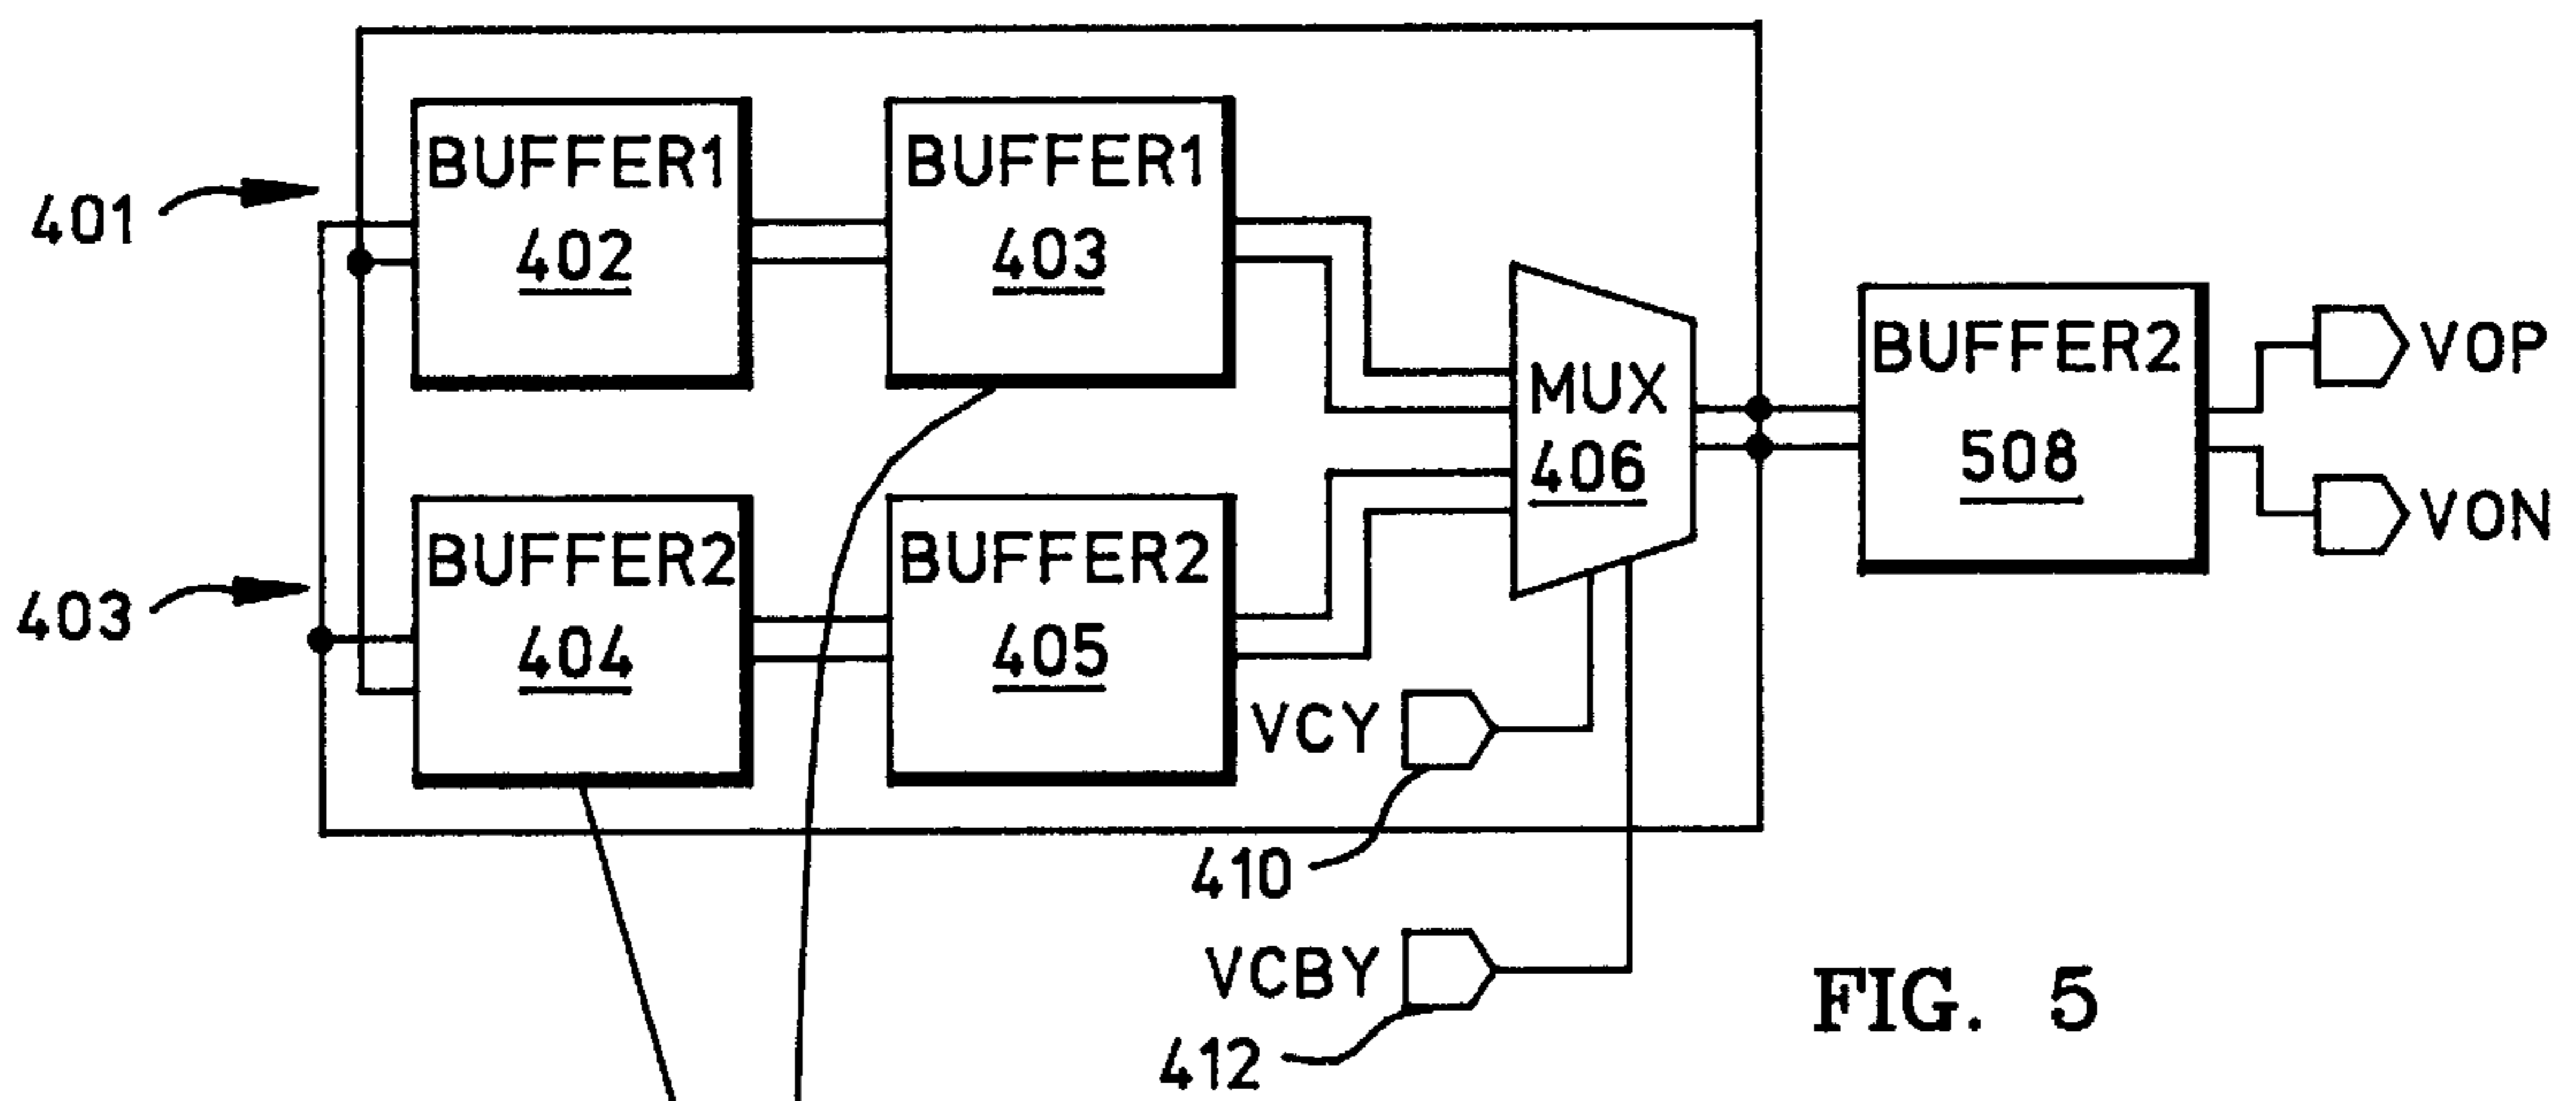 401
BUFFER1
402
BUFFER1
403
MUX
406
BUFFER2
508
VOP
VON
403
BUFFER2
404
BUFFER2
405
VCY
410
VCBY
412
FIG. 5